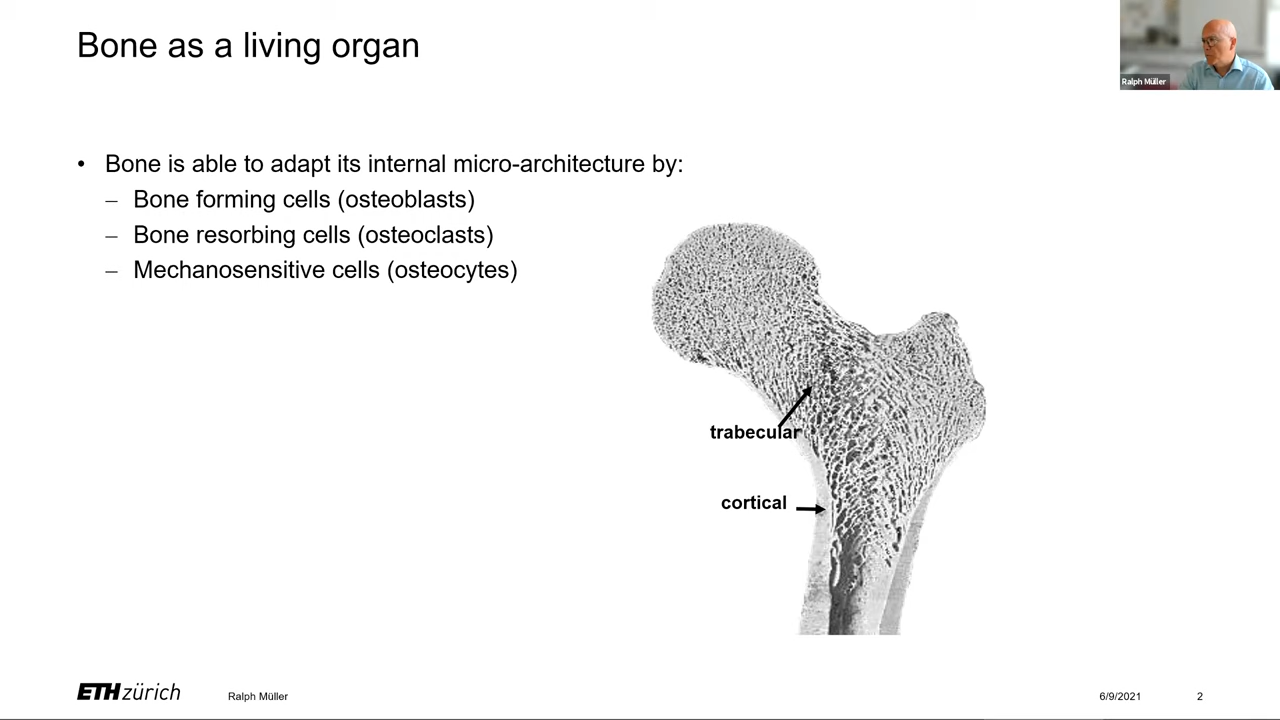 Bone as a living organ
Ralph Müller
• Bone is able to adapt its internal micro-architecture by:
– Bone forming cells (osteoblasts)
– Bone resorbing cells (osteoclasts)
– Mechanosensitive cells (osteocytes)
trabecular
cortical
ETH zürich
Ralph Müller
6/9/2021
2